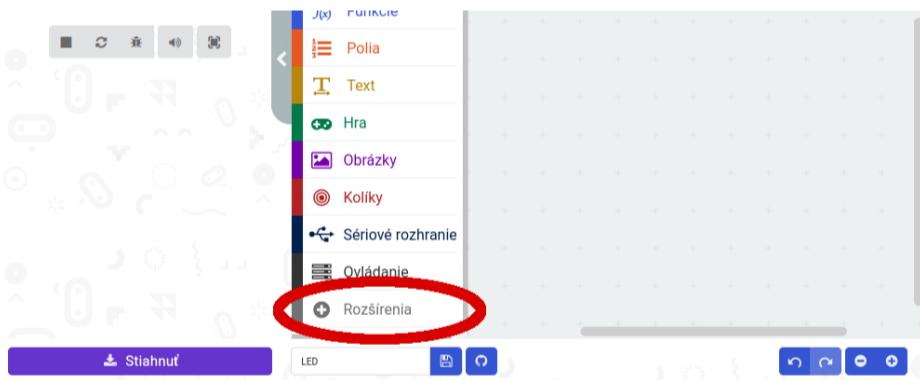 f(x) Funkcie
Polia
Text
Hra
Obrázky
Kolíky
Sériové rozhranie
Ovládanie
Rozšírenia
Stiahnuť
LED